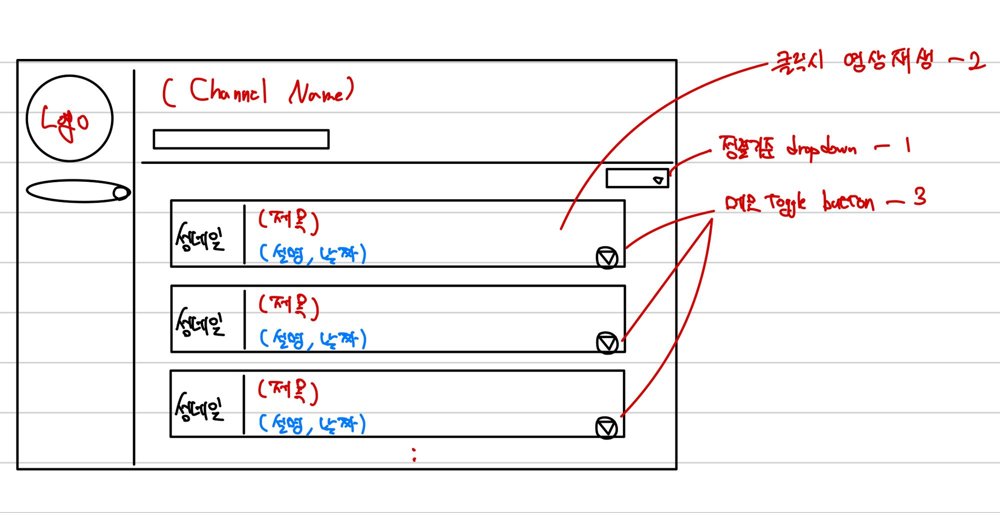 클릭시 영상재생 - 2
( Channel Name )
Logo
정렬기준 dropdown - 1
메뉴 Toggle button - 3
(제목)
썸네일
(설명, 날짜)
(제목)
썸네일
(설명, 날짜)
(제목)
썸네일
(설명, 날짜)
: